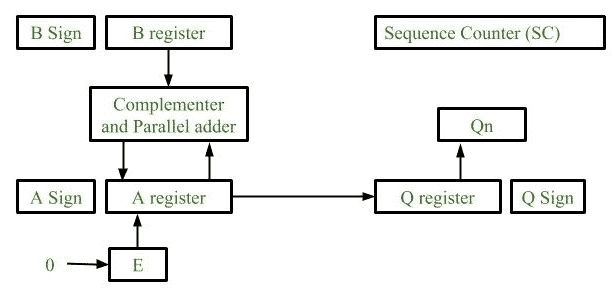 B Sign
B register
Sequence Counter (SC)
Complementer
and Parallel adder
Qn
A Sign
A register
Q register
Q Sign
0
E